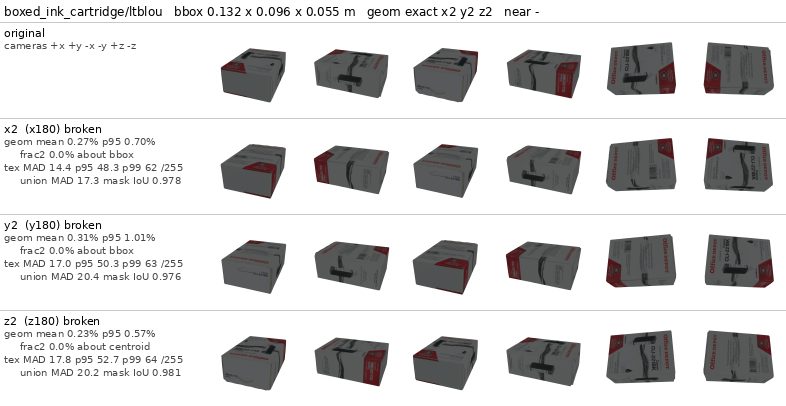 boxed_ink_cartridge/ltblou bbox 0.132 x 0.096 x 0.055 m geom exact x2 y2 z2 near -
original
cameras +x +y -x -y +z -z
x2 (x180) broken
geom mean 0.27% p95 0.70%
frac2 0.0% about bbox
tex MAD 14.4 p95 48.3 p99 62 /255
union MAD 17.3 mask IoU 0.978
y2 (y180) broken
geom mean 0.31% p95 1.01%
frac2 0.0% about bbox
tex MAD 17.0 p95 50.3 p99 63 /255
union MAD 20.4 mask IoU 0.976
z2 (z180) broken
geom mean 0.23% p95 0.57%
frac2 0.0% about centroid
tex MAD 17.8 p95 52.7 p99 64 /255
union MAD 20.2 mask IoU 0.981